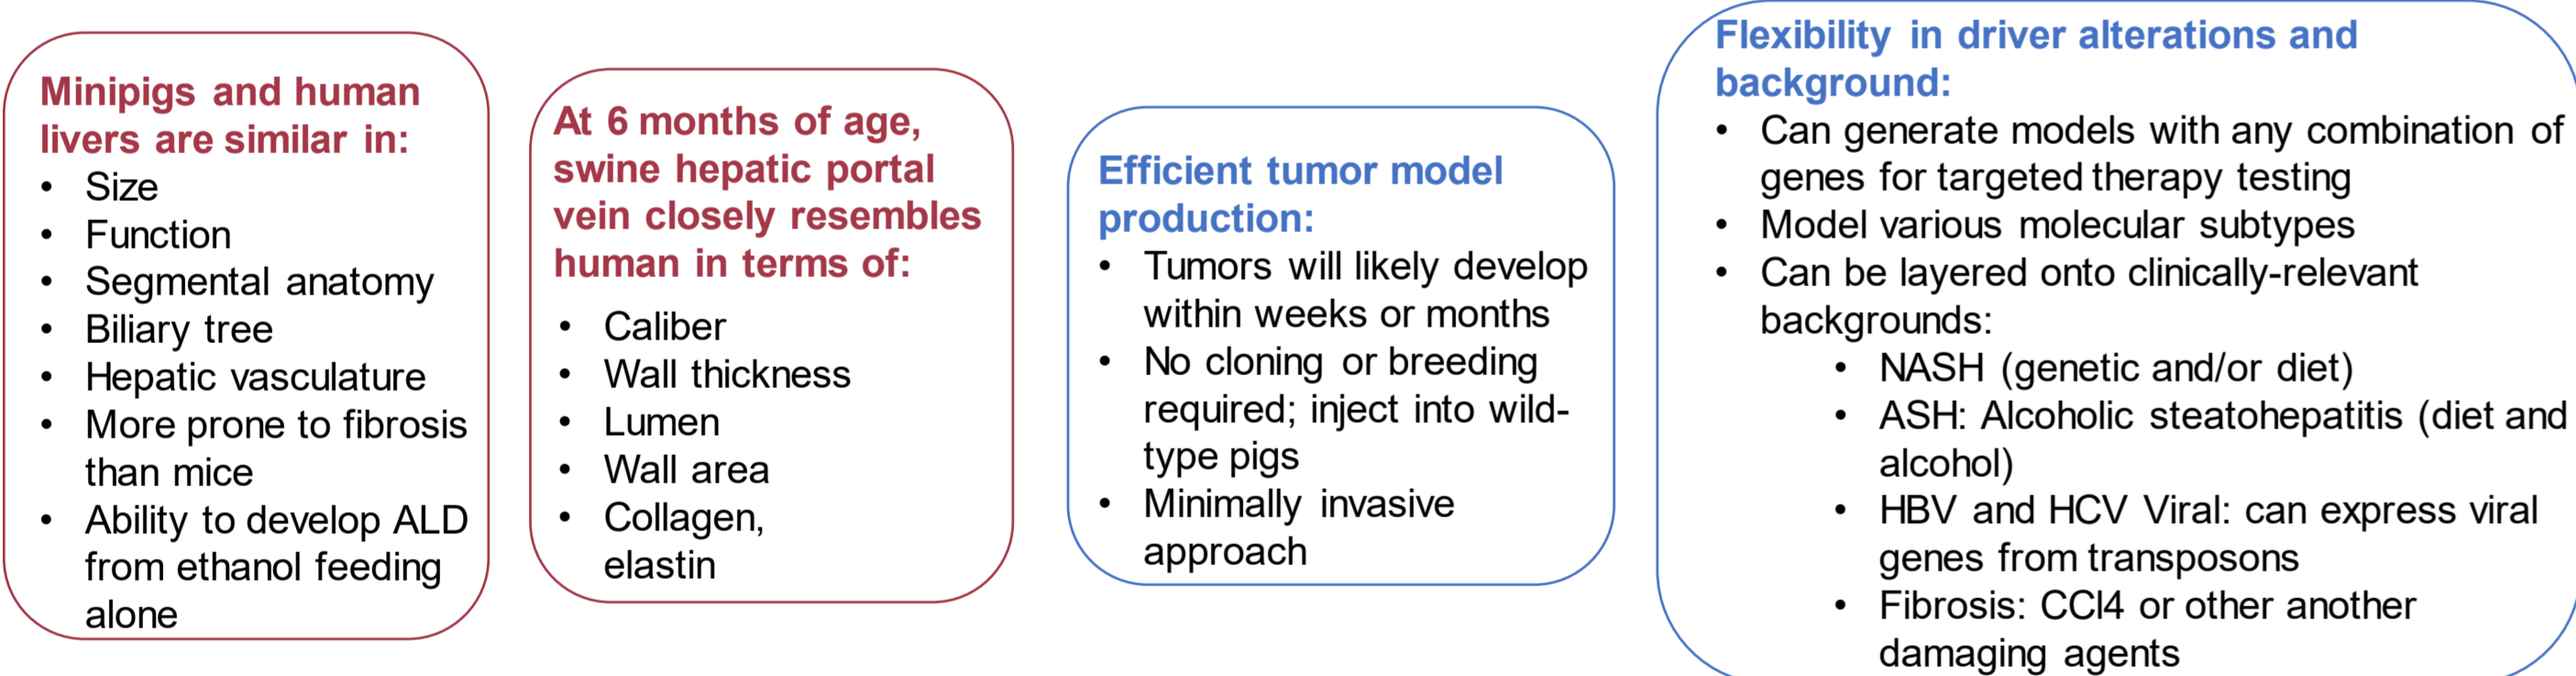 Minipigs and human
livers are similar in:
• Size
• Function
• Segmental anatomy
• Biliary tree
• Hepatic vasculature
• More prone to fibrosis
than mice
• Ability to develop ALD
from ethanol feeding
alone
At 6 months of age,
swine hepatic portal
vein closely resembles
human in terms of:
• Caliber
• Wall thickness
• Lumen
• Wall area
• Collagen,
elastin
Efficient tumor model
production:
• Tumors will likely develop
within weeks or months
• No cloning or breeding
required; inject into wild-
type pigs
• Minimally invasive
approach
Flexibility in driver alterations and
background:
• Can generate models with any combination of
genes for targeted therapy testing
• Model various molecular subtypes
• Can be layered onto clinically-relevant
backgrounds:
• NASH (genetic and/or diet)
• ASH: Alcoholic steatohepatitis (diet and
alcohol)
• HBV and HCV Viral: can express viral
genes from transposons
• Fibrosis: CCl4 or other another
damaging agents